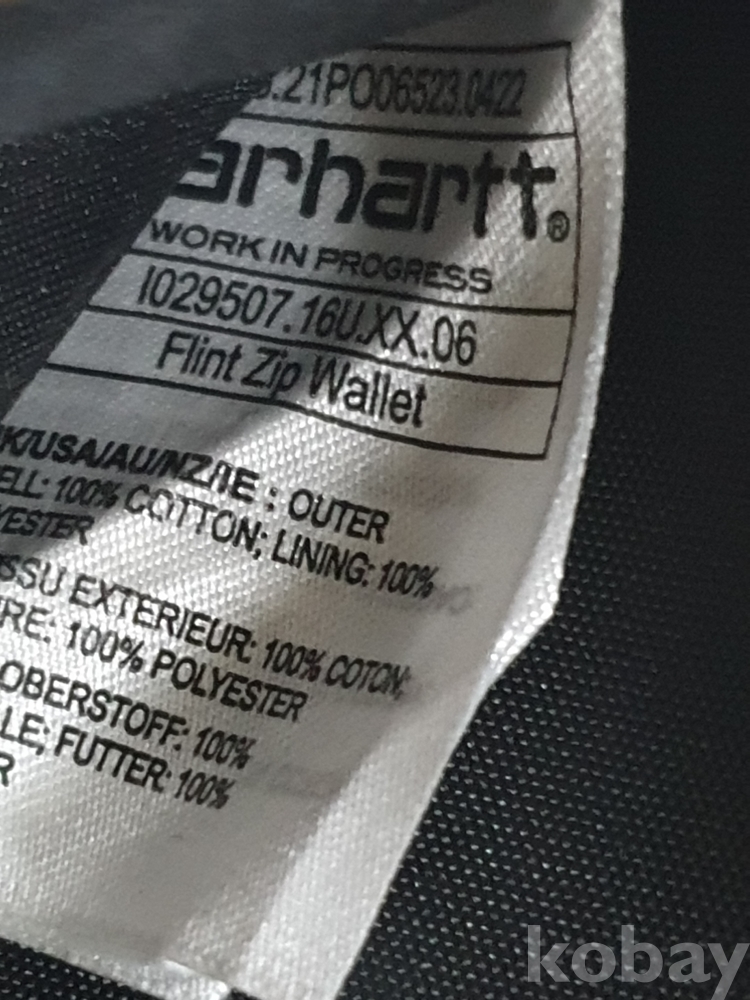 .21PO06523.0422
arhartt®
WORK IN PROGRESS
I029507.16U.XX.06
Flint Zip Wallet
K/USA/AU/NZ/IE : OUTER
ELL: 100% COTTON; LINING: 100%
YESTER
SSU EXTERIEUR: 100% COTON;
RE: 100% POLYESTER
OBERSTOFF: 100%
LE; FUTTER: 100%
R
kobay